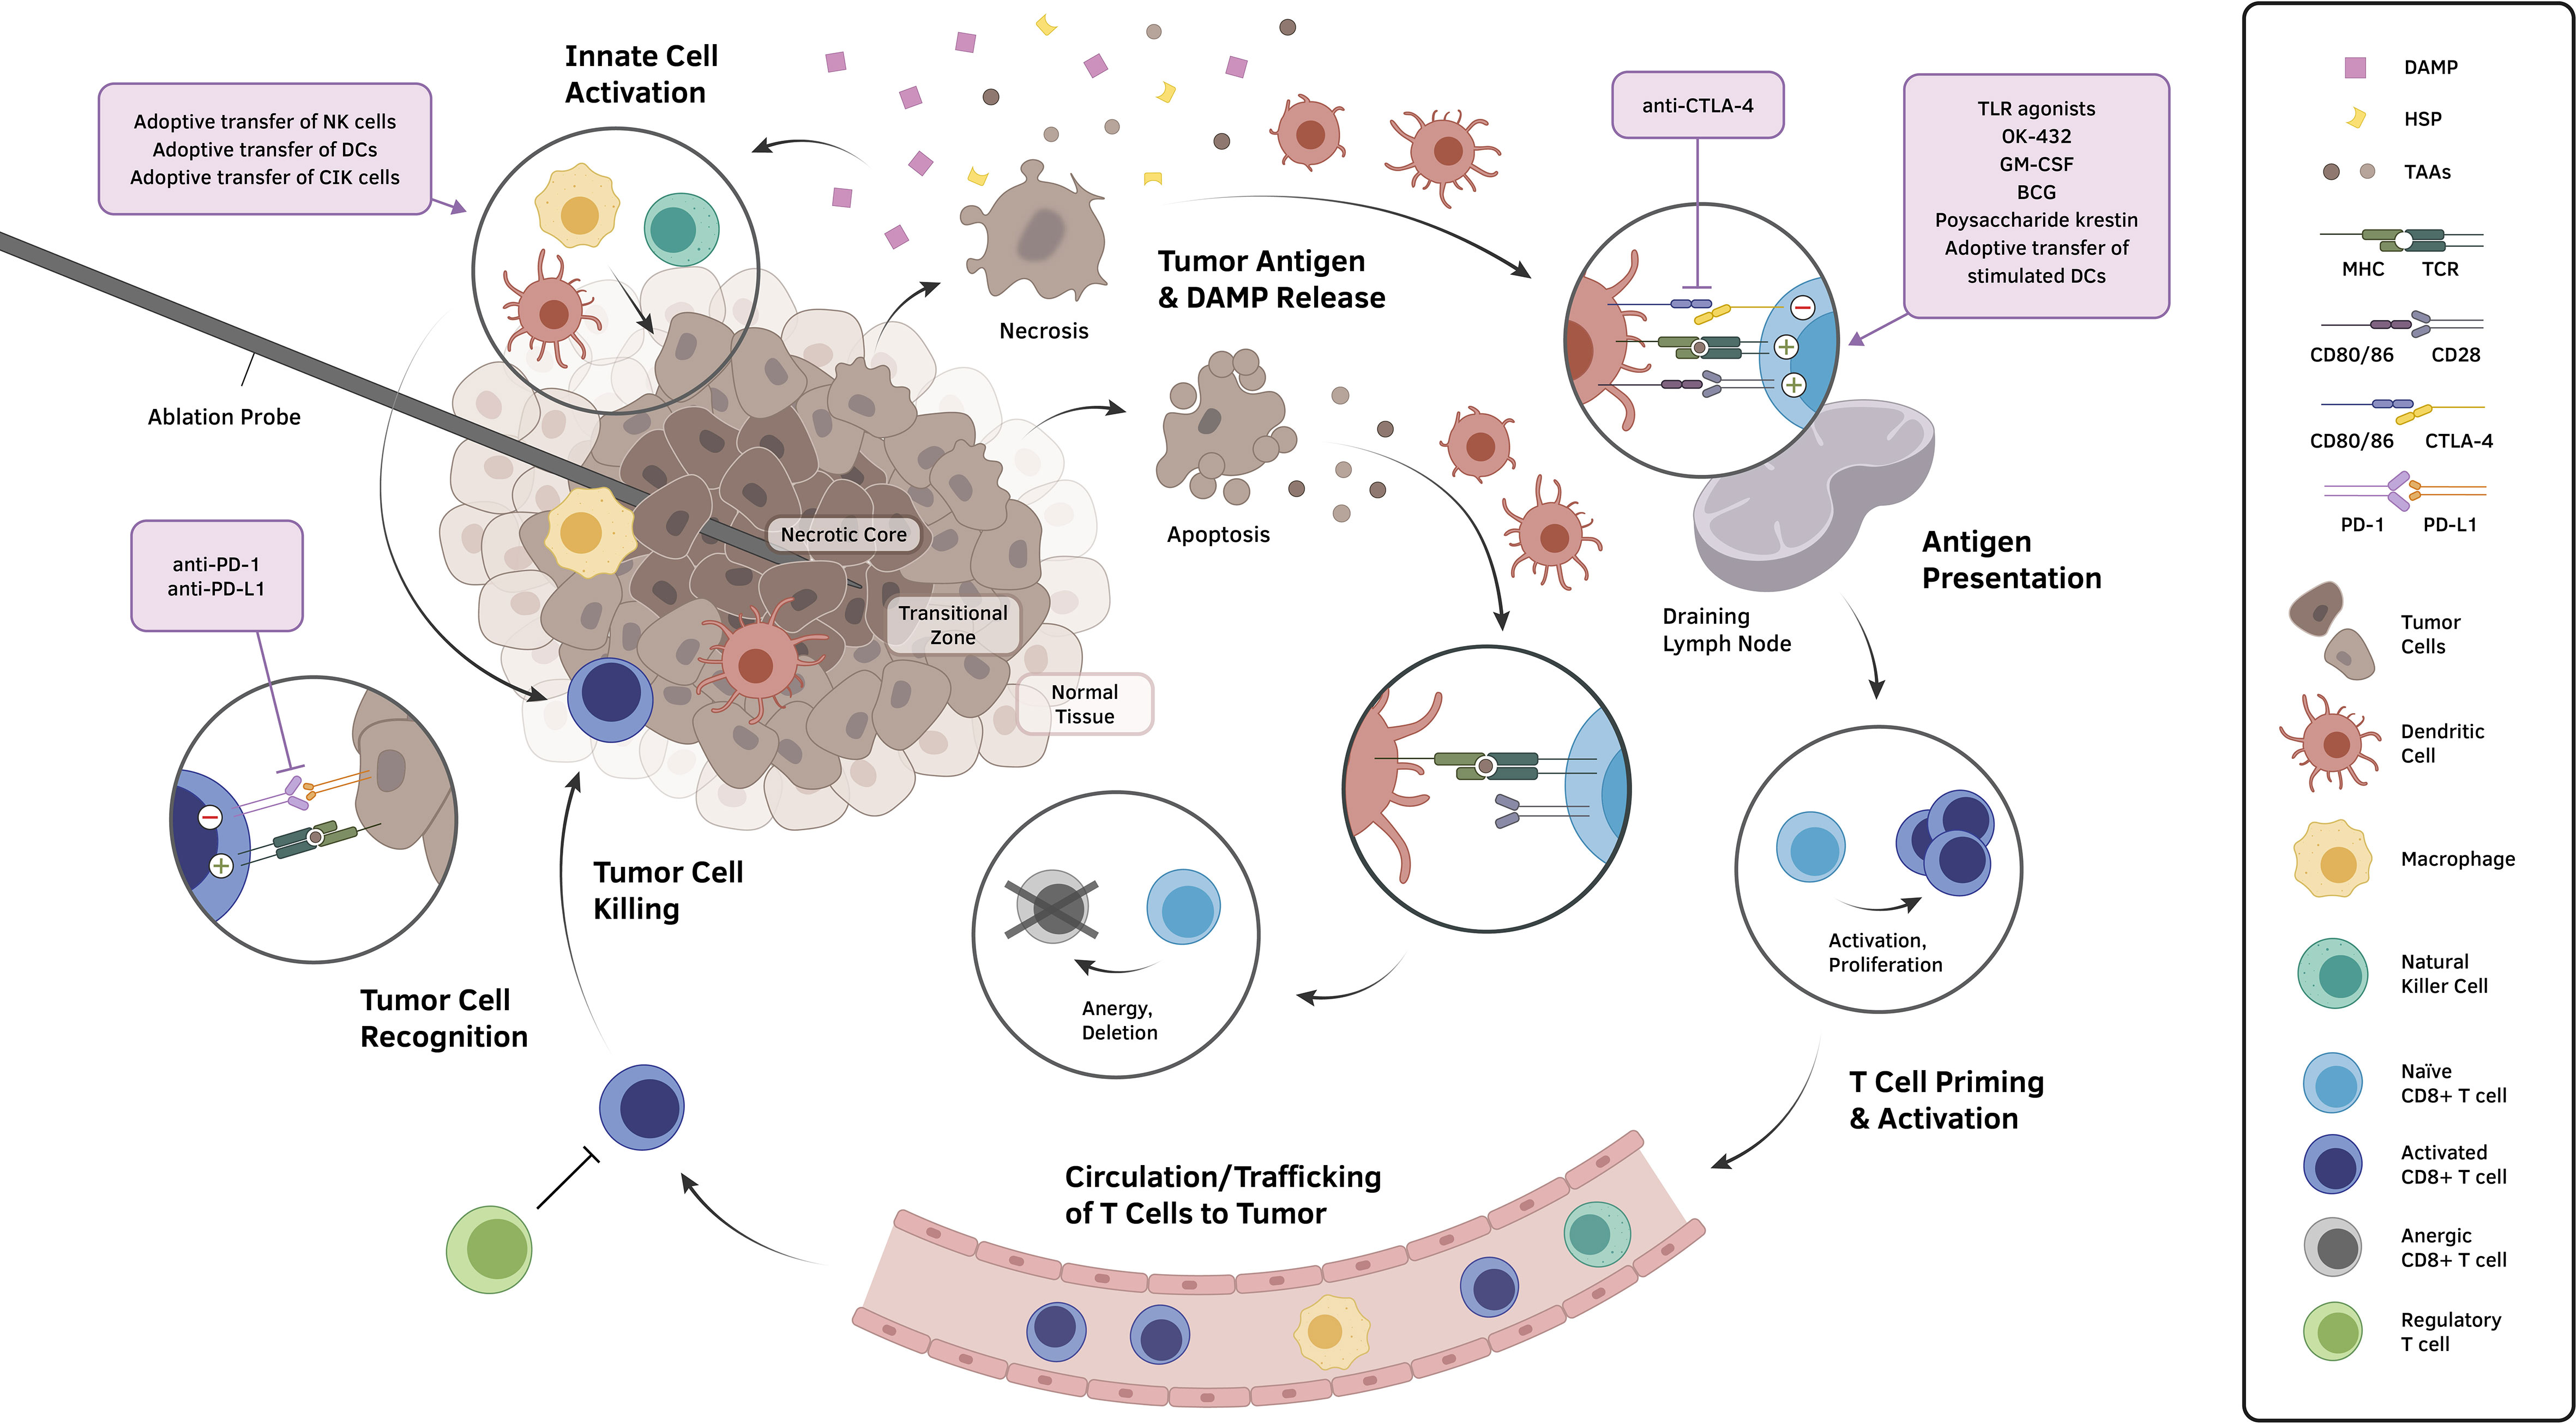 Innate Cell
Activation
Adoptive transfer of NK cells
Adoptive transfer of DCs
Adoptive transfer of CIK cells
Ablation Probe
anti-PD-1
anti-PD-L1
Necrosis
Tumor Antigen
& DAMP Release
Apoptosis
Necrotic Core
Transitional
Zone
Normal
Tissue
anti-CTLA-4
TLR agonists
OK-432
GM-CSF
BCG
Poysaccharide krestin
Adoptive transfer of
stimulated DCs
Antigen
Presentation
Draining
Lymph Node
Activation,
Proliferation
Anergy,
Deletion
T Cell Priming
& Activation
Circulation/Trafficking
of T Cells to Tumor
Tumor Cell
Killing
Tumor Cell
Recognition
DAMP
HSP
TAAs
MHC TCR
CD80/86 CD28
CD80/86 CTLA-4
PD-1 PD-L1
Tumor
Cells
Dendritic
Cell
Macrophage
Natural
Killer Cell
Naïve
CD8+ T cell
Activated
CD8+ T cell
Anergic
CD8+ T cell
Regulatory
T cell